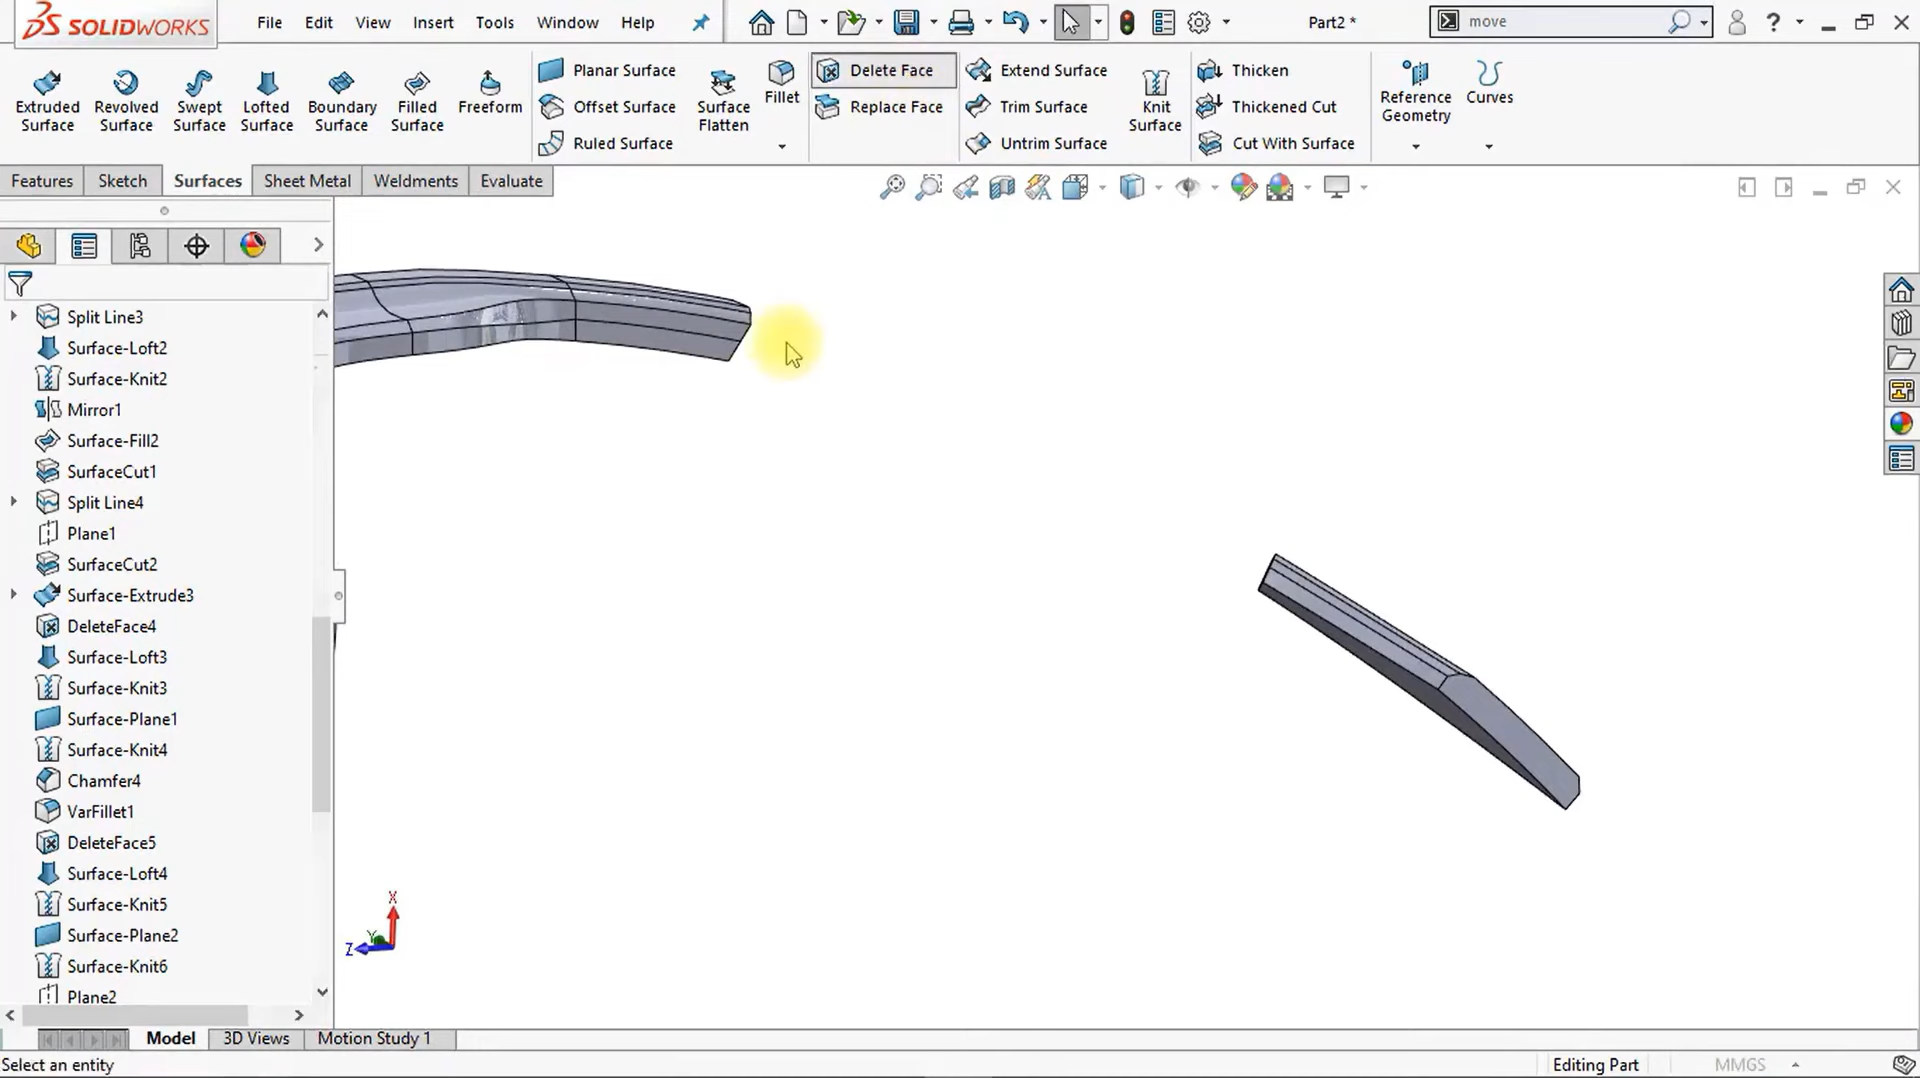 SOLIDWORKS File Edit View Insert Tools Window Help Part2 * move
Extruded Surface
Revolved Surface
Swept Surface
Lofted Surface
Boundary Surface
Filled Surface
Freeform
Planar Surface
Offset Surface
Ruled Surface
Surface Flatten
Fillet
Delete Face
Replace Face
Extend Surface
Trim Surface
Untrim Surface
Knit Surface
Thicken
Thickened Cut
Cut With Surface
Reference Geometry
Curves
Features Sketch Surfaces Sheet Metal Weldments Evaluate
Split Line3
Surface-Loft2
Surface-Knit2
Mirror1
Surface-Fill2
SurfaceCut1
Split Line4
Plane1
SurfaceCut2
Surface-Extrude3
DeleteFace4
Surface-Loft3
Surface-Knit3
Surface-Plane1
Surface-Knit4
Chamfer4
VarFillet1
DeleteFace5
Surface-Loft4
Surface-Knit5
Surface-Plane2
Surface-Knit6
Plane2
X
Y
Z
Model 3D Views Motion Study 1
Select an entity Editing Part MMGS